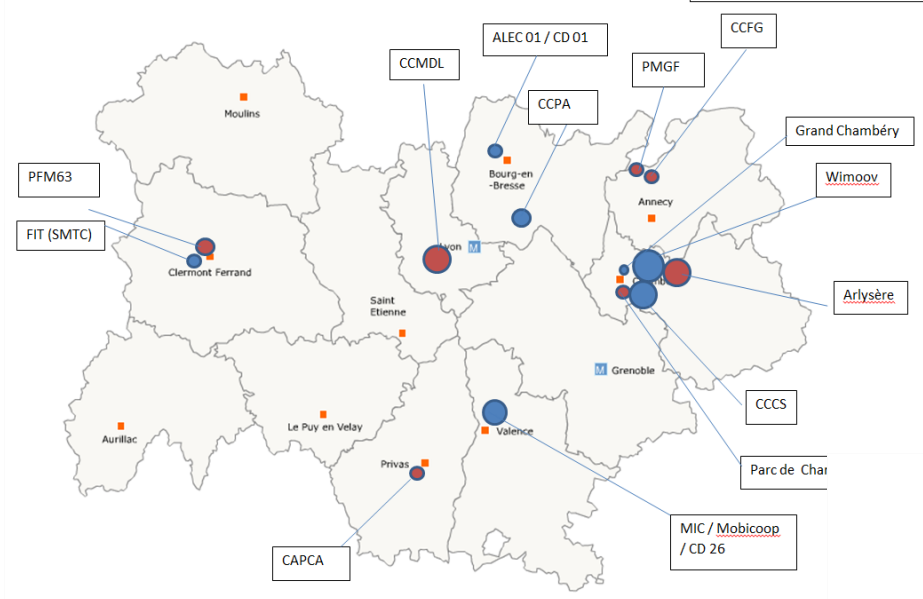 CCFG
ALEC 01 / CD 01
CCMDL
PMGF
CCPA
Moulins
Grand Chambéry
Bourg-en
-Bresse
Wimoov
PFM63
Annecy
FIT (SMTC)
yon
M
Clermont Ferrand
Arlysère
Saint
Etienne
M
Grenoble
CCCS
Le Puy en Velay
Valence
Aurillac
Privas
Parc de Char
MIC / Mobicoop
/ CD 26
CAPCA